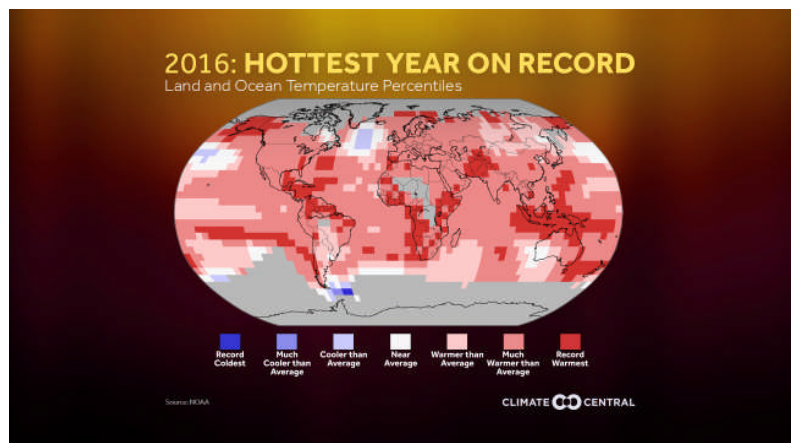 2016: HOTTEST YEAR ON RECORD
Land and Ocean Temperature Percentiles
Record
Coldest
Much
Cooler than
Average
Cooler than
Average
Near
Average
Warmer than
Average
Much
Warmer than
Average
Record
Warmest
Source: NOAA
CLIMATE CENTRAL